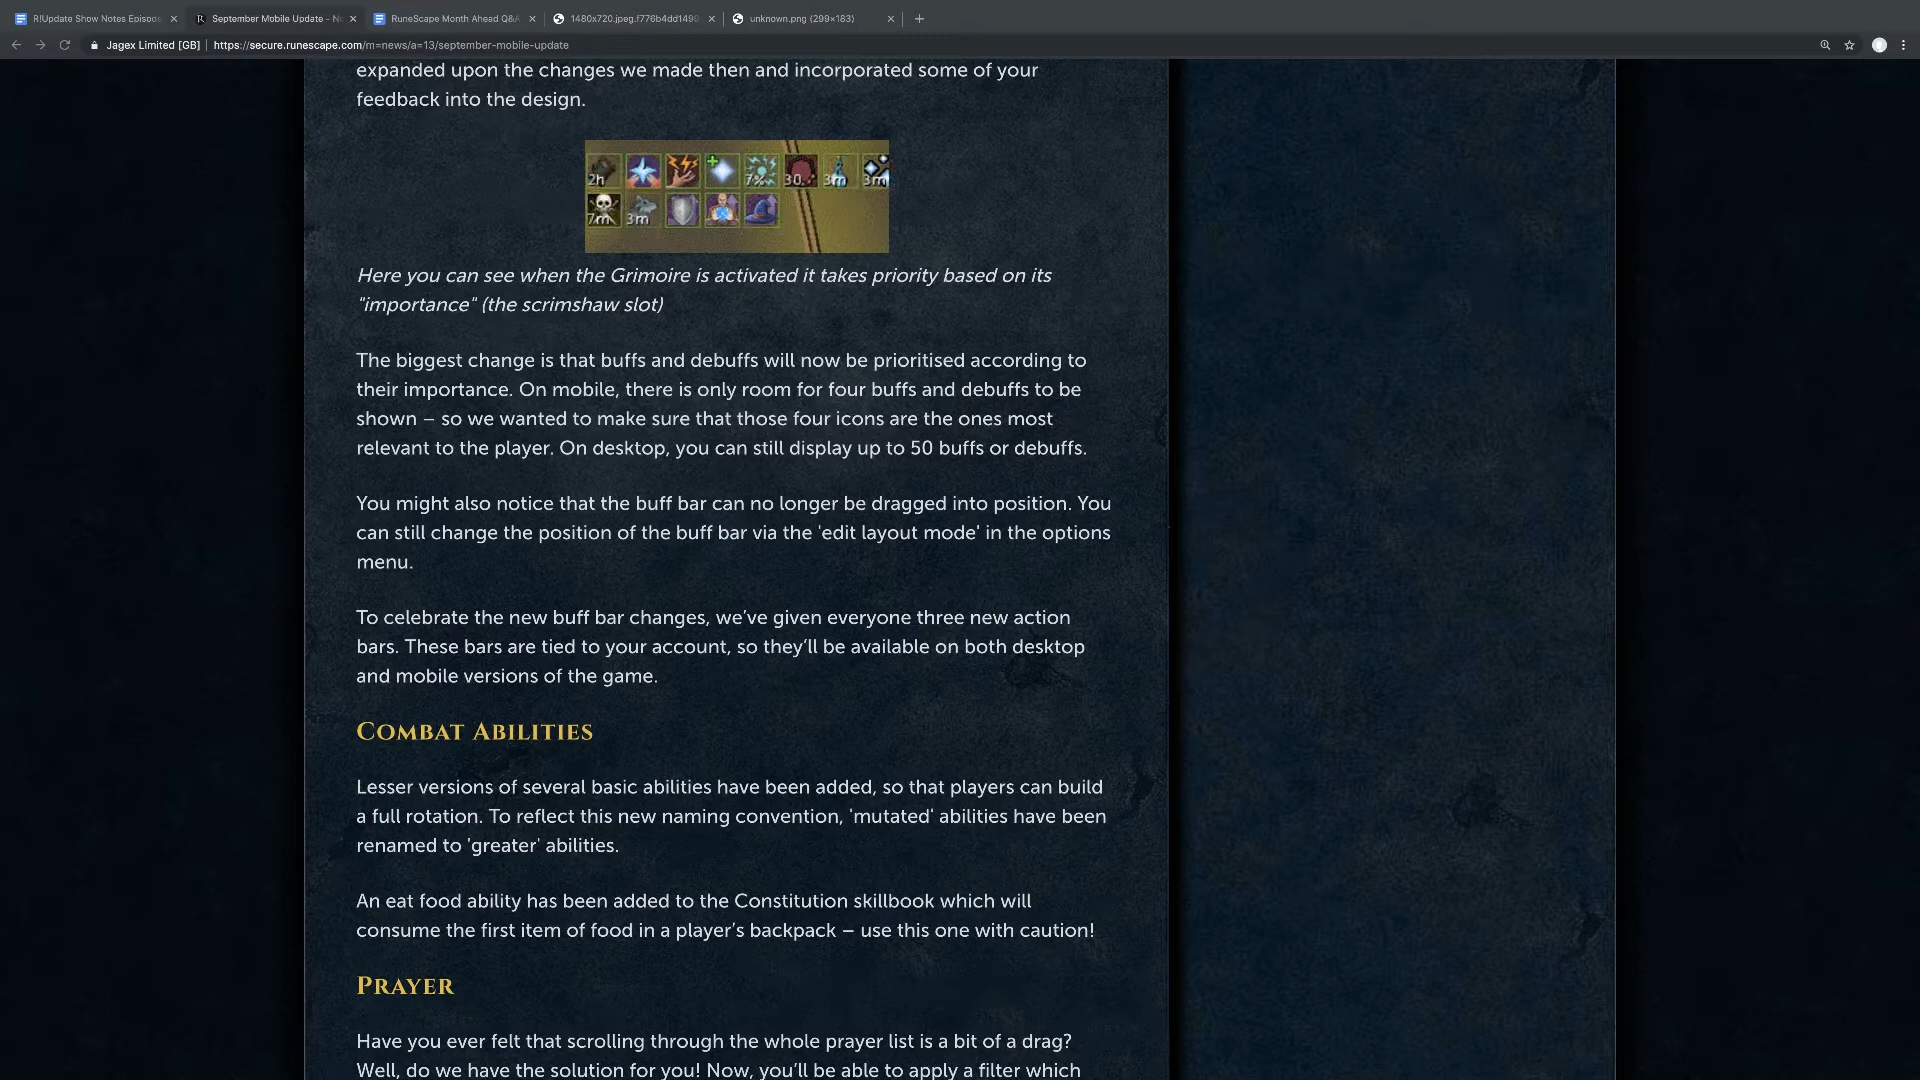 R!Update Show Notes Episode
September Mobile Update - Ne
RuneScape Month Ahead Q&A
1480x720.jpeg.f776b4dd1490
unknown.png (299×183)
Jagex Limited [GB] https://secure.runescape.com/m=news/a=13/september-mobile-update
expanded upon the changes we made then and incorporated some of your
feedback into the design.
2h 7% 30. 3m 3m
7m 3m
Here you can see when the Grimoire is activated it takes priority based on its
"importance" (the scrimshaw slot)
The biggest change is that buffs and debuffs will now be prioritised according to
their importance. On mobile, there is only room for four buffs and debuffs to be
shown – so we wanted to make sure that those four icons are the ones most
relevant to the player. On desktop, you can still display up to 50 buffs or debuffs.
You might also notice that the buff bar can no longer be dragged into position. You
can still change the position of the buff bar via the 'edit layout mode' in the options
menu.
To celebrate the new buff bar changes, we’ve given everyone three new action
bars. These bars are tied to your account, so they’ll be available on both desktop
and mobile versions of the game.
Combat Abilities
Lesser versions of several basic abilities have been added, so that players can build
a full rotation. To reflect this new naming convention, 'mutated' abilities have been
renamed to 'greater' abilities.
An eat food ability has been added to the Constitution skillbook which will
consume the first item of food in a player’s backpack – use this one with caution!
Prayer
Have you ever felt that scrolling through the whole prayer list is a bit of a drag?
Well, do we have the solution for you! Now, you’ll be able to apply a filter which